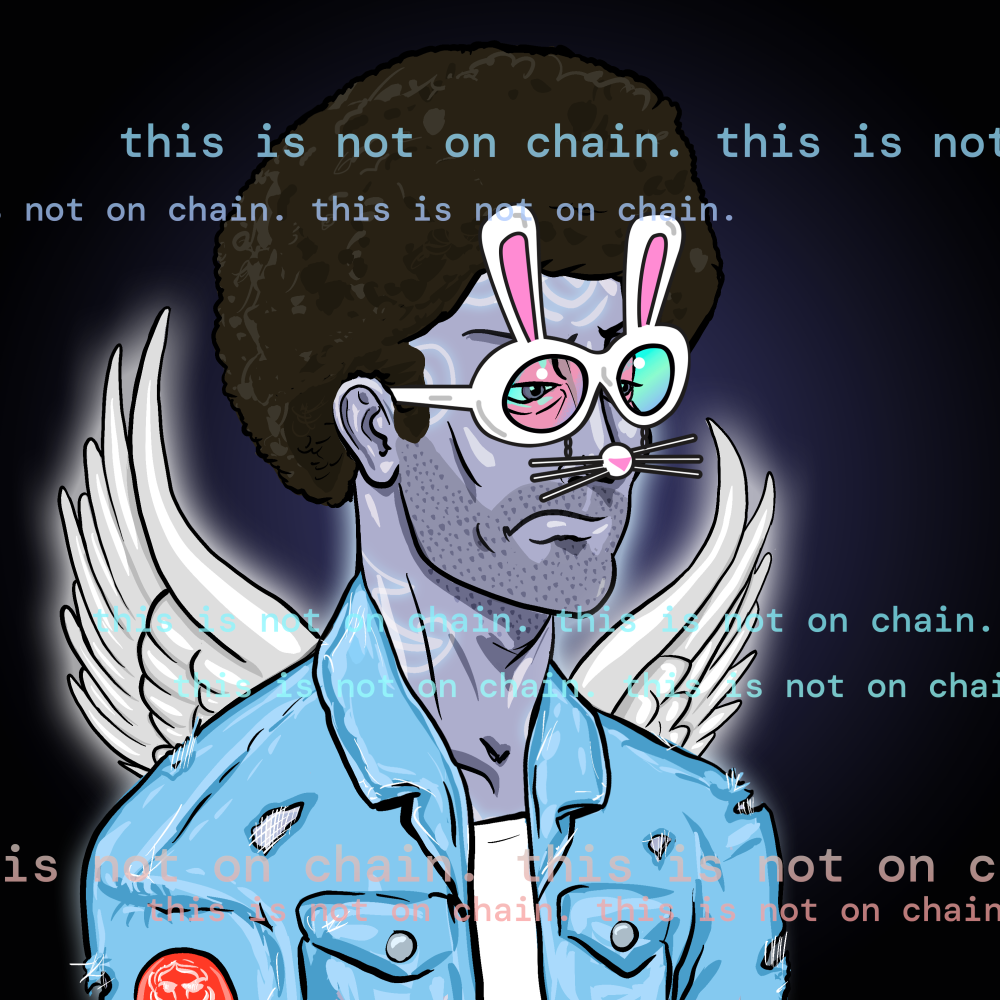 this is not on chain. this is not
not on chain. this is not on chain.
this is not on chain. this is not on chain.
this is not on chain. this is not on chai
is not on chain. this is not on c
this is not on chain. this is not on chain